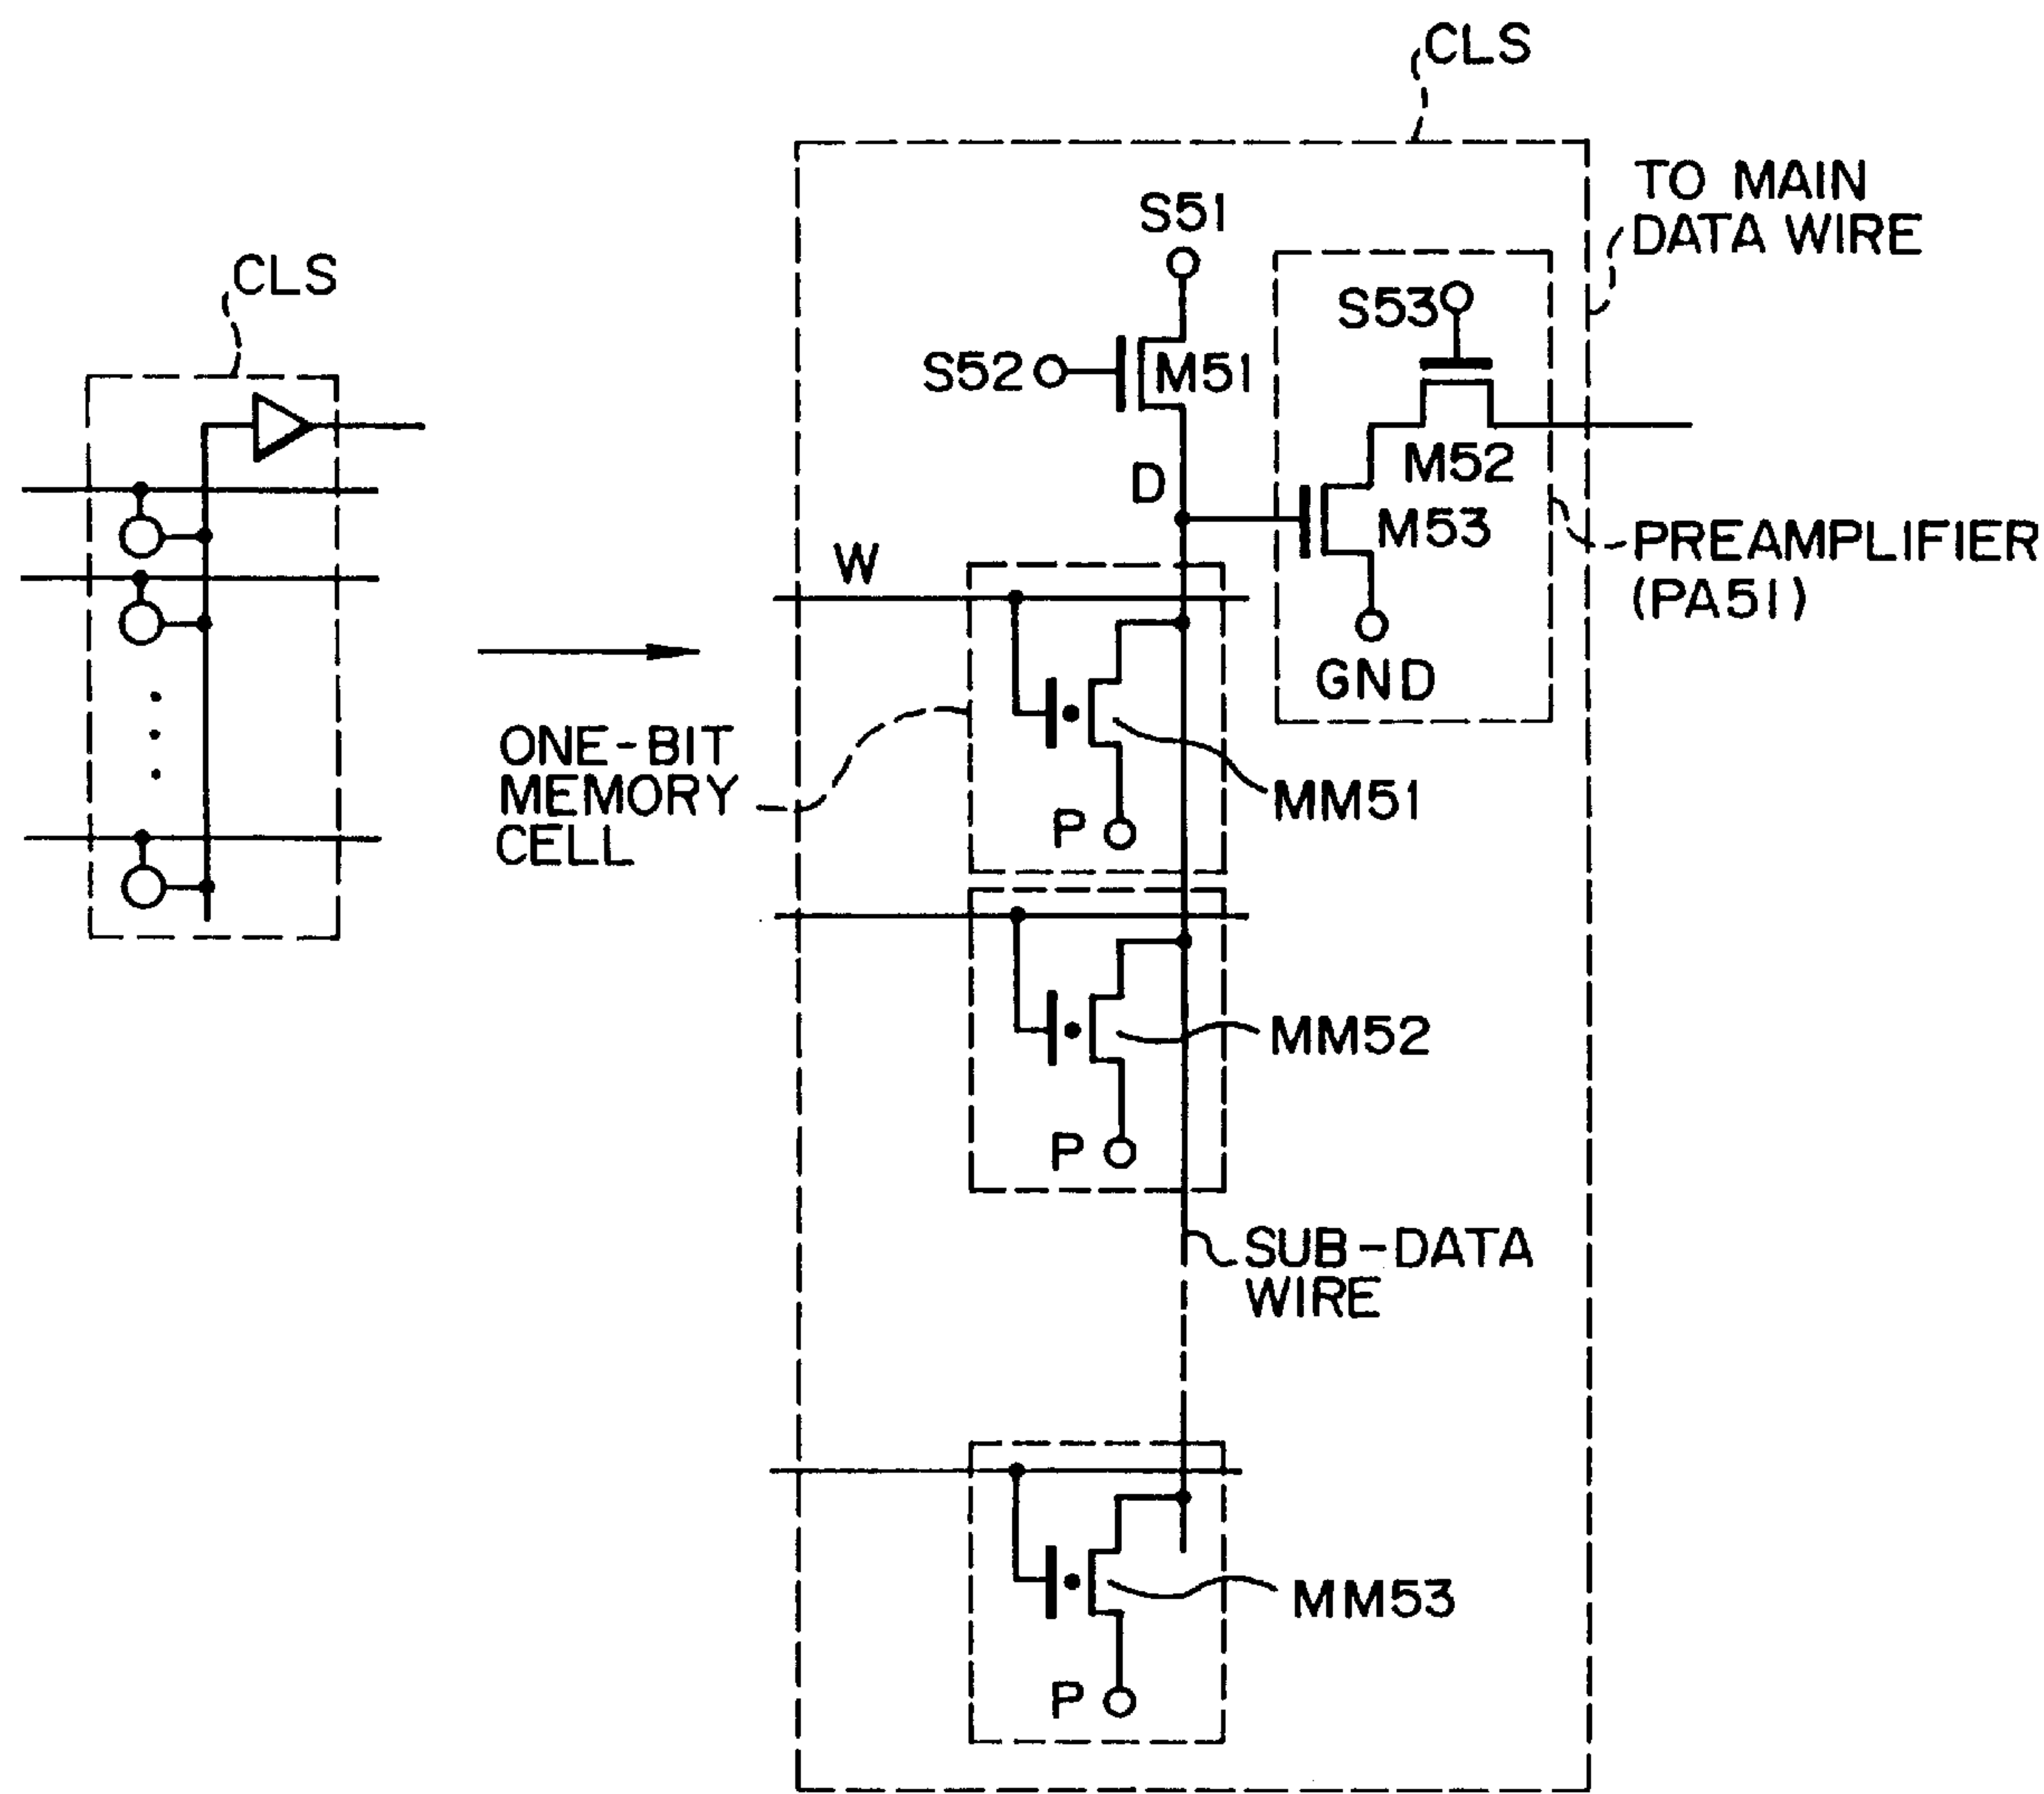 CLS
CLS
TO MAIN
DATA WIRE
S51
S53
S52
M51
M52
D
M53
PREAMPLIFIER
(PA51)
W
GND
ONE-BIT
MEMORY
CELL
MM51
P
MM52
P
SUB-DATA
WIRE
MM53
P